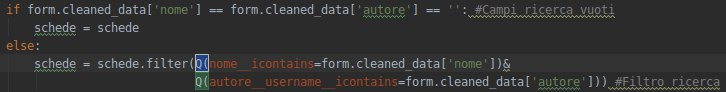 if form.cleaned_data['nome'] == form.cleaned_data['autore'] == '': #Campi ricerca vuoti
    schede = schede
else:
    schede = schede.filter(Q(nome__icontains=form.cleaned_data['nome'])&
                           Q(autore__username__icontains=form.cleaned_data['autore'])) #Filtro ricerca